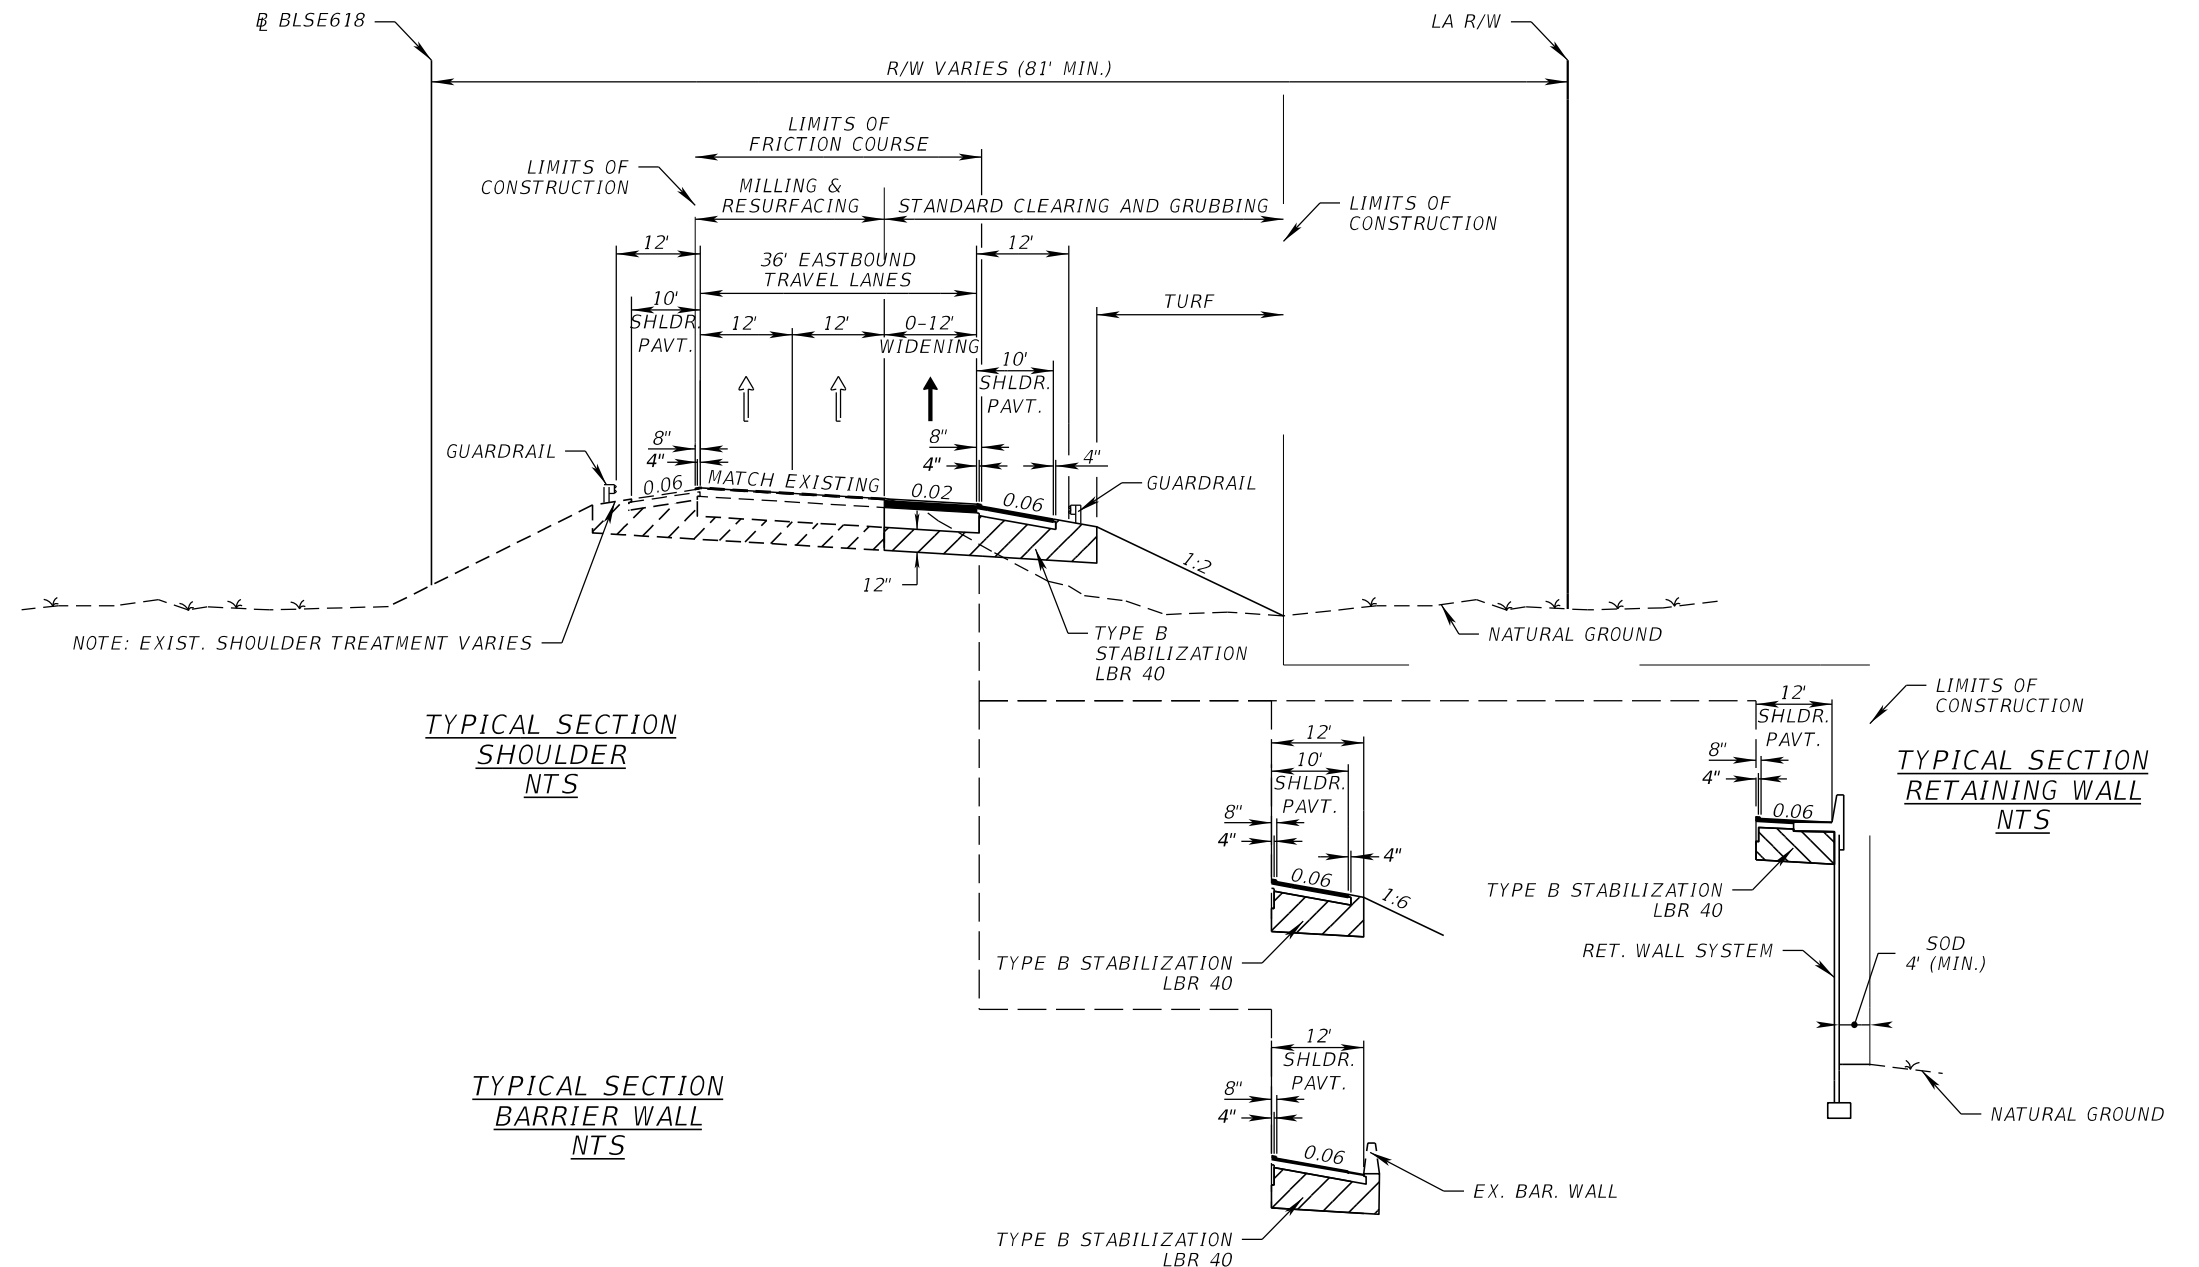 BL BLSE618
LA R/W
R/W VARIES (81' MIN.)
LIMITS OF
FRICTION COURSE
LIMITS OF
CONSTRUCTION
MILLING &
RESURFACING
STANDARD CLEARING AND GRUBBING
LIMITS OF
CONSTRUCTION
12'
36' EASTBOUND
TRAVEL LANES
12'
10'
SHLDR.
PAVT.
12'
12'
0-12'
WIDENING
TURF
10'
SHLDR.
PAVT.
8"
4"
8"
4"
4"
GUARDRAIL
0.06
MATCH EXISTING
0.02
0.06
GUARDRAIL
1:2
12"
NOTE: EXIST. SHOULDER TREATMENT VARIES
TYPE B
STABILIZATION
LBR 40
NATURAL GROUND
TYPICAL SECTION
SHOULDER
NTS
12'
10'
SHLDR.
PAVT.
8"
4"
4"
0.06
1:6
TYPE B STABILIZATION
LBR 40
12'
SHLDR.
PAVT.
8"
4"
0.06
LIMITS OF
CONSTRUCTION
TYPICAL SECTION
RETAINING WALL
NTS
TYPE B STABILIZATION
LBR 40
RET. WALL SYSTEM
SOD
4' (MIN.)
NATURAL GROUND
TYPICAL SECTION
BARRIER WALL
NTS
12'
SHLDR.
PAVT.
8"
4"
0.06
EX. BAR. WALL
TYPE B STABILIZATION
LBR 40